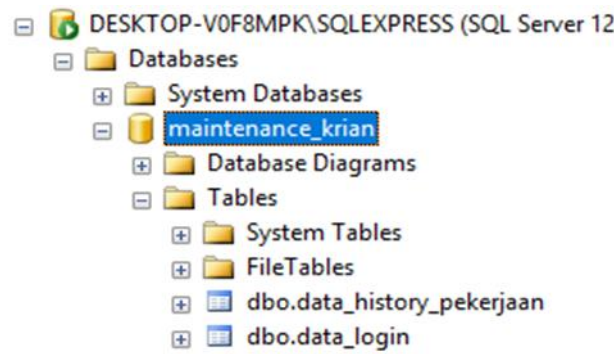 DESKTOP-V0F8MPK\SQLEXPRESS (SQL Server 12
Databases
System Databases
maintenance_krian
Database Diagrams
Tables
System Tables
FileTables
dbo.data_history_pekerjaan
dbo.data_login